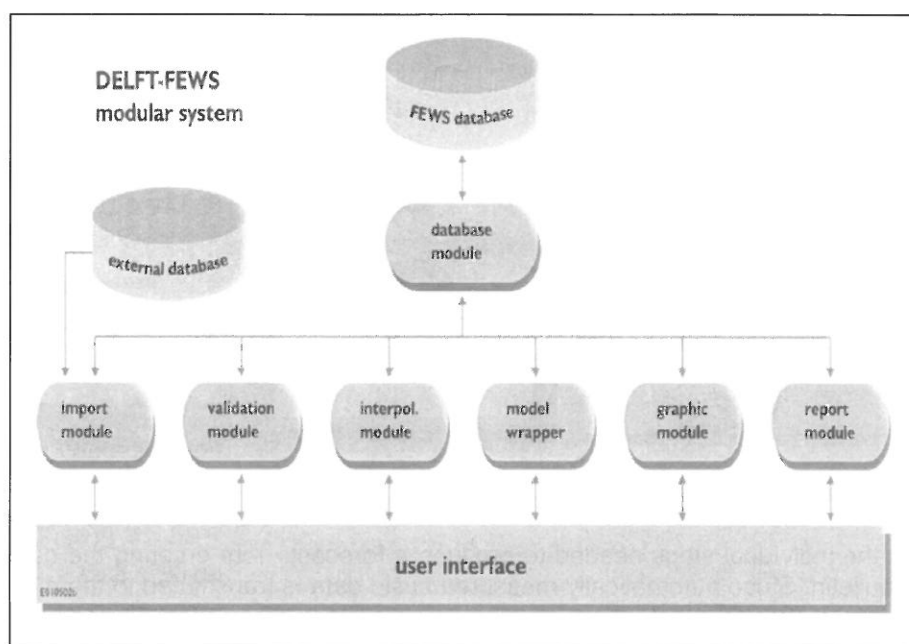 DELFT-FEWS
modular system
FEWS database
database
module
external database
import
module
validation
module
interpol.
module
model
wrapper
graphic
module
report
module
user interface